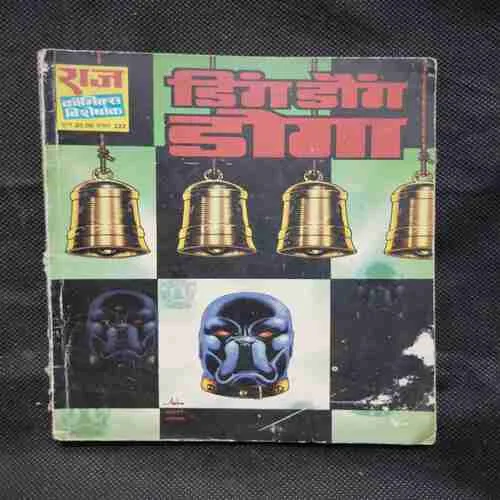 राज
कॉमिक्स
विशेषांक
डिंग डोंग
डोगा